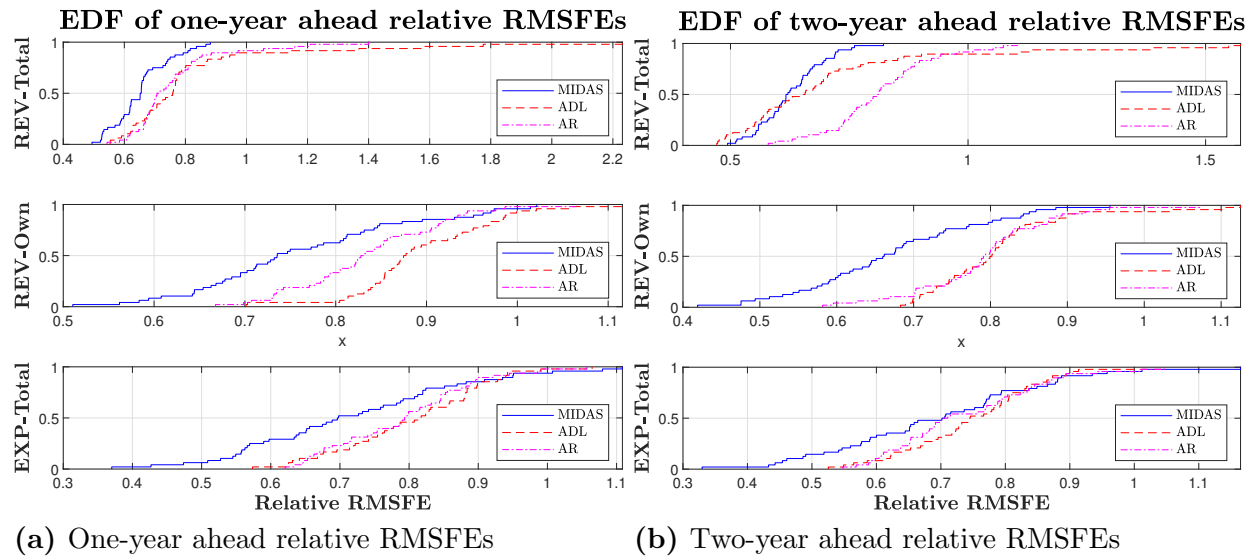 EDF of one-year ahead relative RMSFEs
REV-Total
1
0.5
0
MIDAS
ADL
AR
0.4 0.6 0.8 1 1.2 1.4 1.6 1.8 2 2.2
REV-Own
1
0.5
0
MIDAS
ADL
AR
0.5 0.6 0.7 0.8 0.9 1 1.1
x
EXP-Total
1
0.5
0
MIDAS
ADL
AR
0.3 0.4 0.5 0.6 0.7 0.8 0.9 1 1.1
Relative RMSFE
(a) One-year ahead relative RMSFEs
EDF of two-year ahead relative RMSFEs
REV-Total
1
0.5
0
MIDAS
ADL
AR
0.5 1 1.5
REV-Own
1
0.5
0
MIDAS
ADL
AR
0.4 0.5 0.6 0.7 0.8 0.9 1 1.1
x
EXP-Total
1
0.5
0
MIDAS
ADL
AR
0.3 0.4 0.5 0.6 0.7 0.8 0.9 1 1.1
Relative RMSFE
(b) Two-year ahead relative RMSFEs